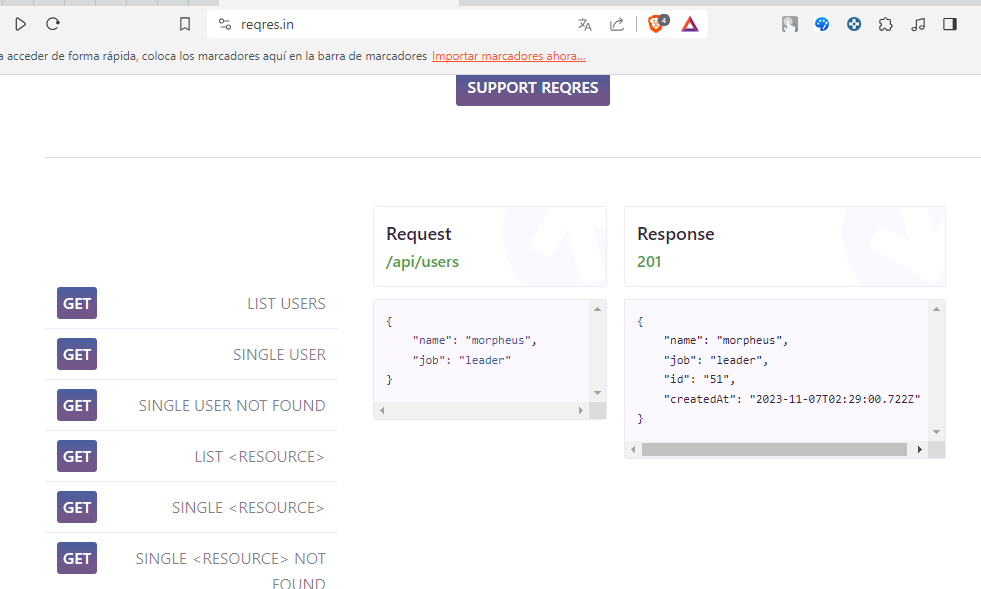 reqres.in
4
a acceder de forma rápida, coloca los marcadores aquí en la barra de marcadores Importar marcadores ahora...
SUPPORT REQRES
Request
/api/users
{
    "name": "morpheus",
    "job": "leader"
}
Response
201
{
    "name": "morpheus",
    "job": "leader",
    "id": "51",
    "createdAt": "2023-11-07T02:29:00.722Z"
}
GET LIST USERS
GET SINGLE USER
GET SINGLE USER NOT FOUND
GET LIST <RESOURCE>
GET SINGLE <RESOURCE>
GET SINGLE <RESOURCE> NOT
FOUND